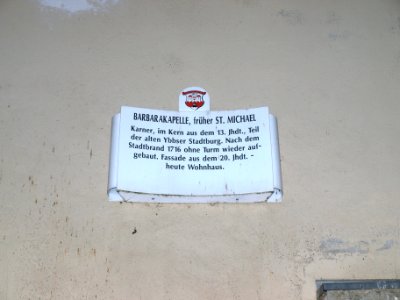 BARBARAKAPELLE, früher ST. MICHAEL
Karner, im Kern aus dem 13. Jhdt., Teil
der alten Ybbser Stadtburg. Nach dem
Stadtbrand 1716 ohne Turm wieder auf-
gebaut. Fassade aus dem 20. Jhdt. -
heute Wohnhaus.